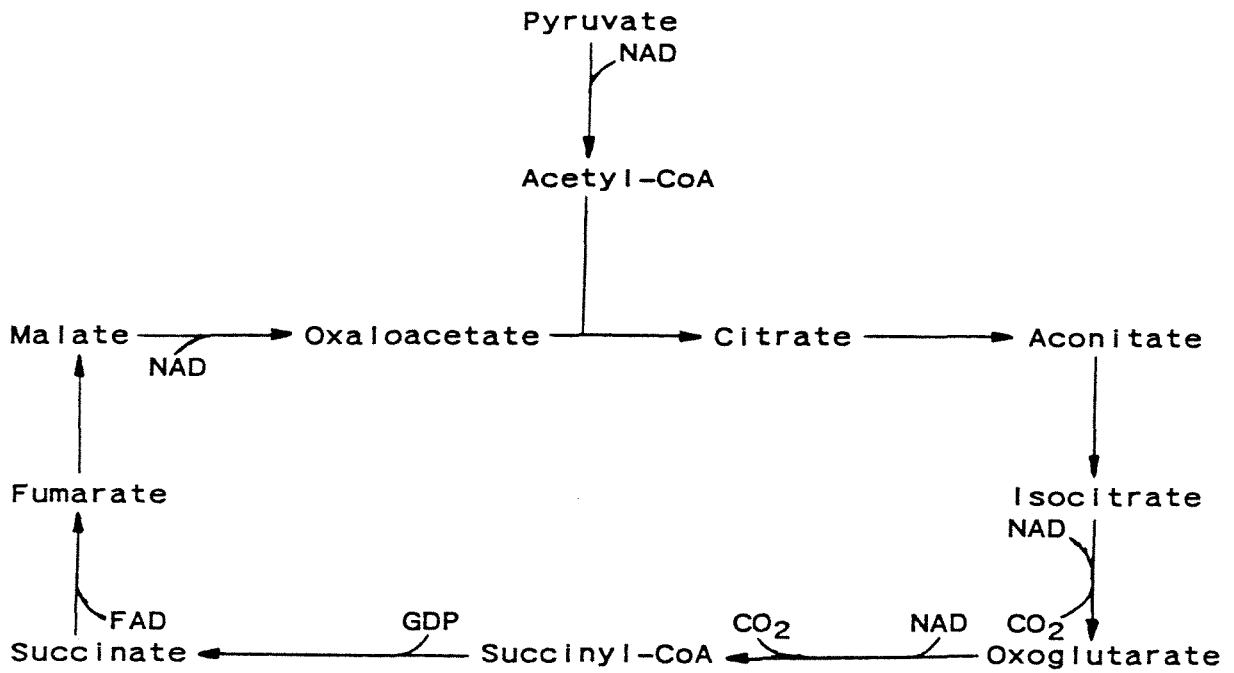 Pyruvate
NAD
Acetyl-CoA
Malate
NAD
Oxaloacetate
Citrate
Aconitate
Fumarate
Isocitrate
NAD
CO2
FAD
GDP
CO2
NAD
Succinate
Succinyl-CoA
Oxoglutarate